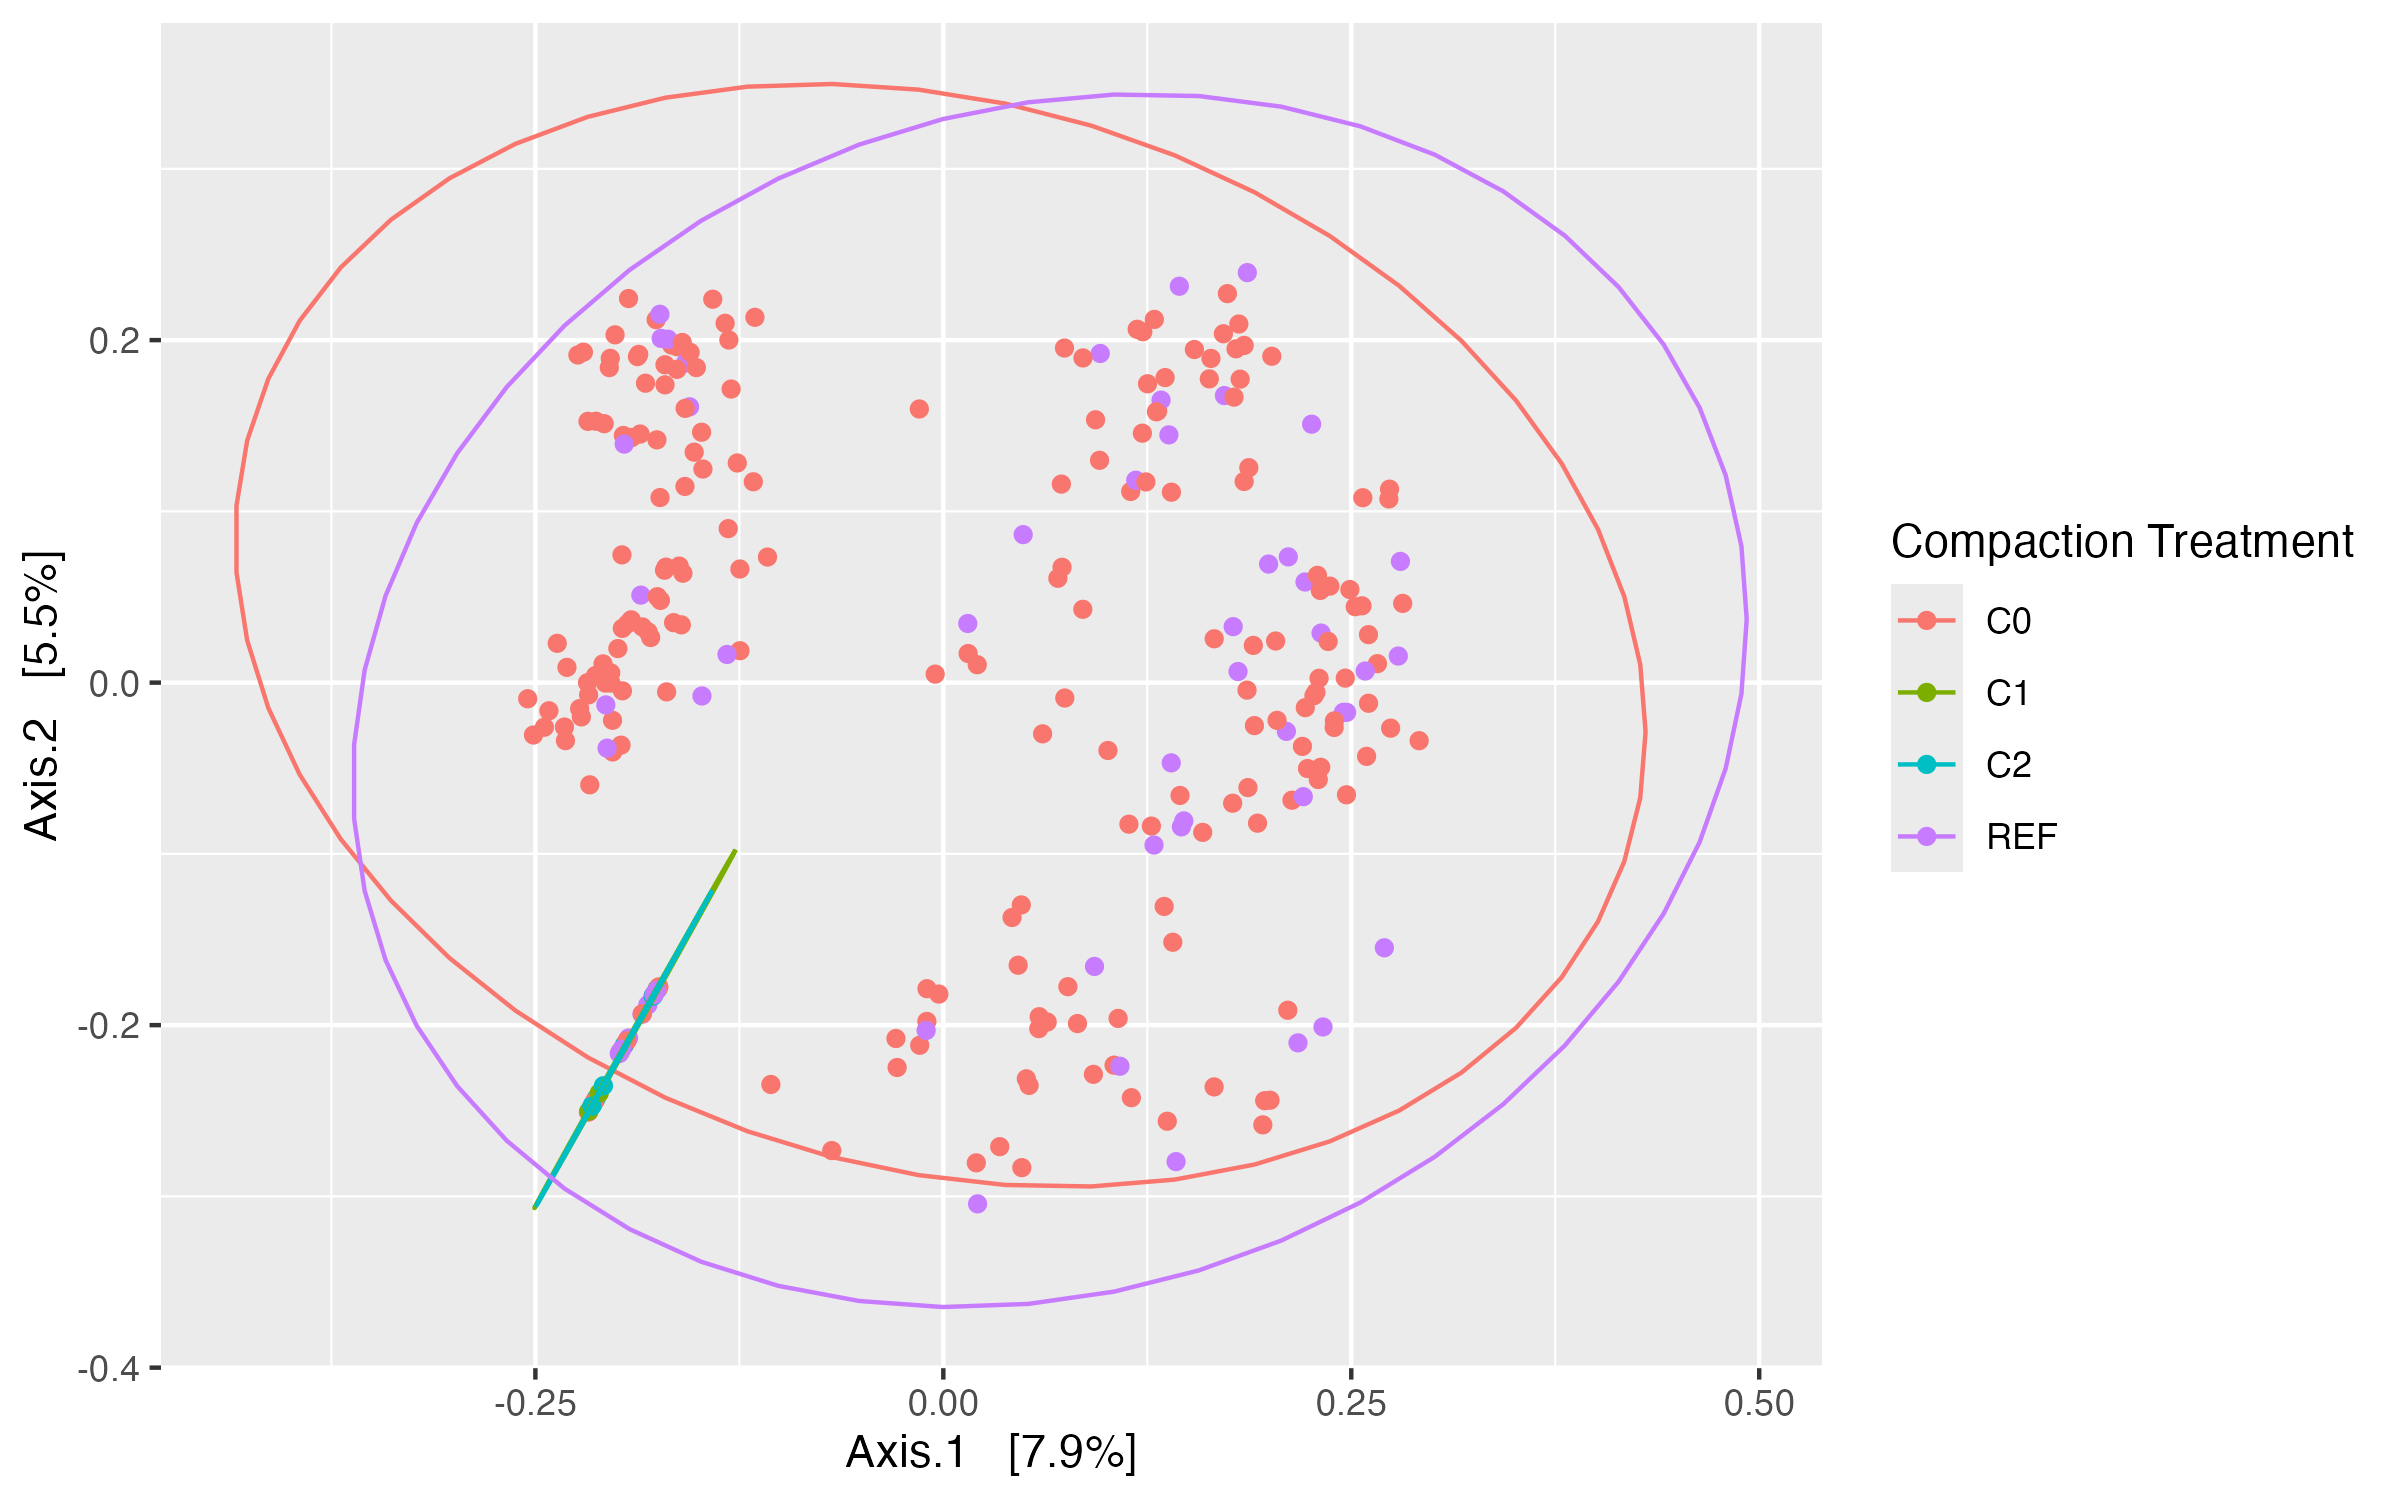 0.2
0.0
-0.2
-0.4
Axis.2 [5.5%]
-0.25
0.00
0.25
0.50
Axis.1 [7.9%]
Compaction Treatment
C0
C1
C2
REF